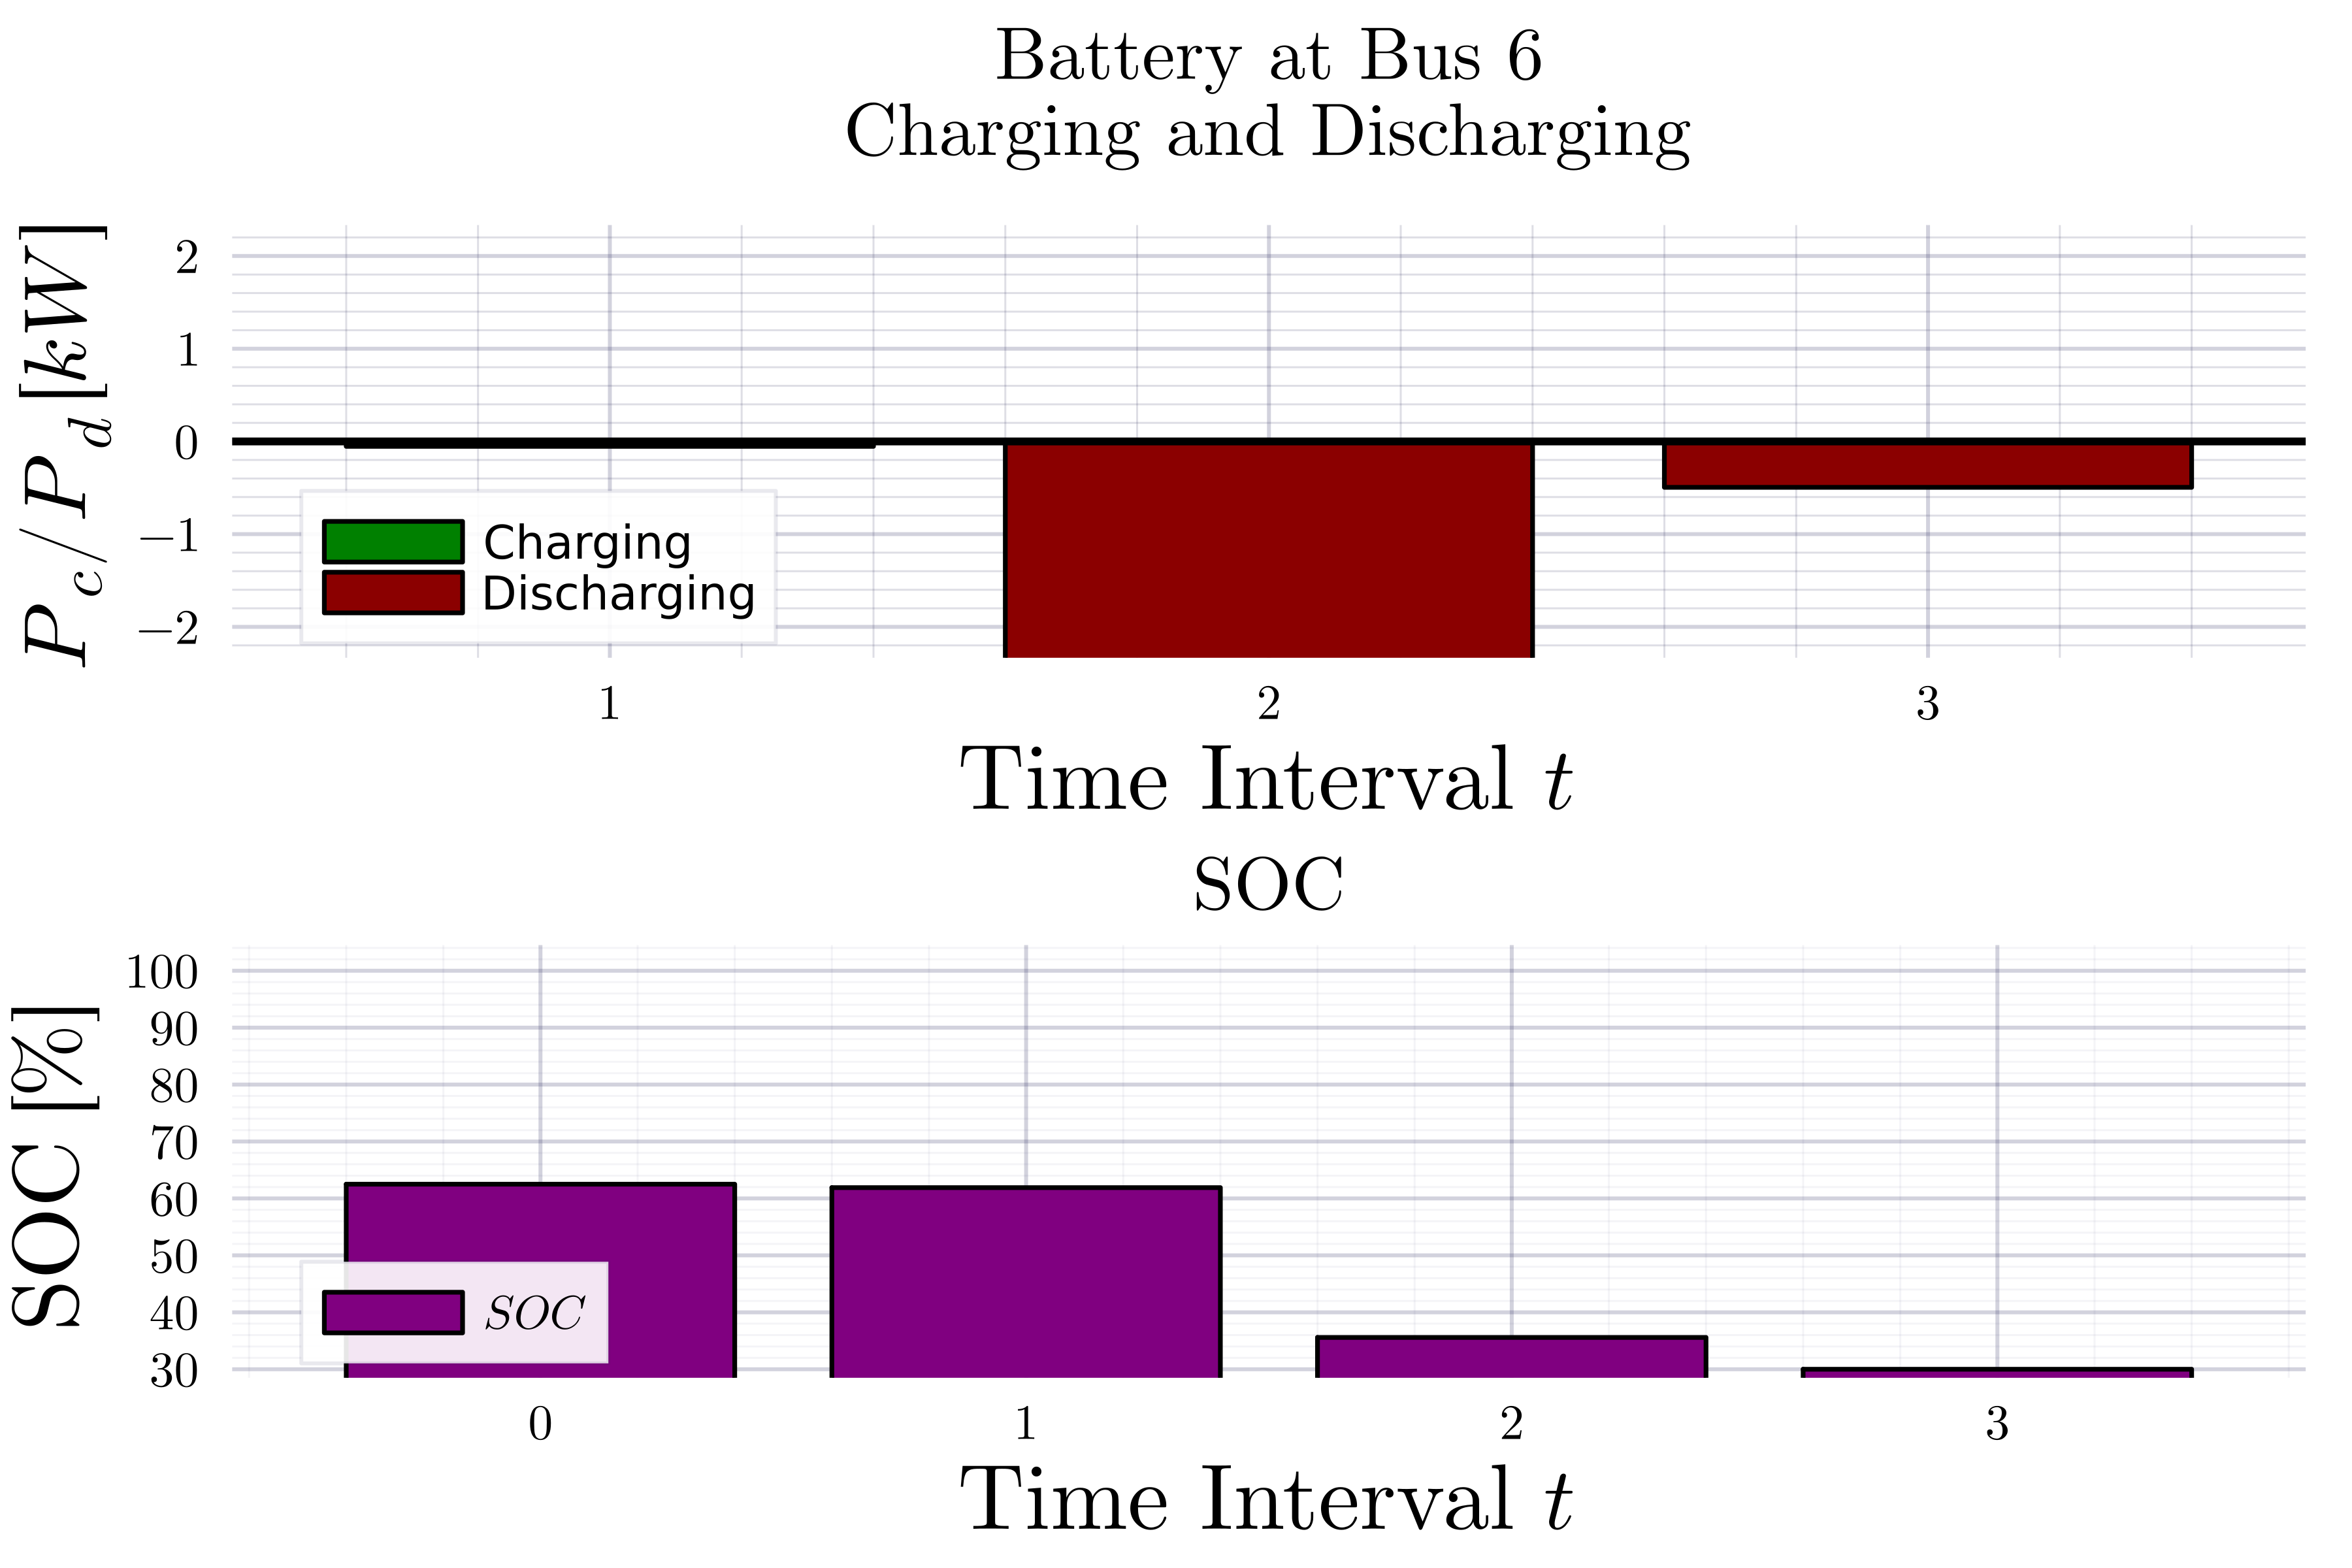 Battery at Bus 6
Charging and Discharging
P_c/P_d [kW]
2
1
0
−1
−2
Charging
Discharging
1 2 3
Time Interval t
SOC
SOC [%]
100
90
80
70
60
50
40
30
SOC
0 1 2 3
Time Interval t